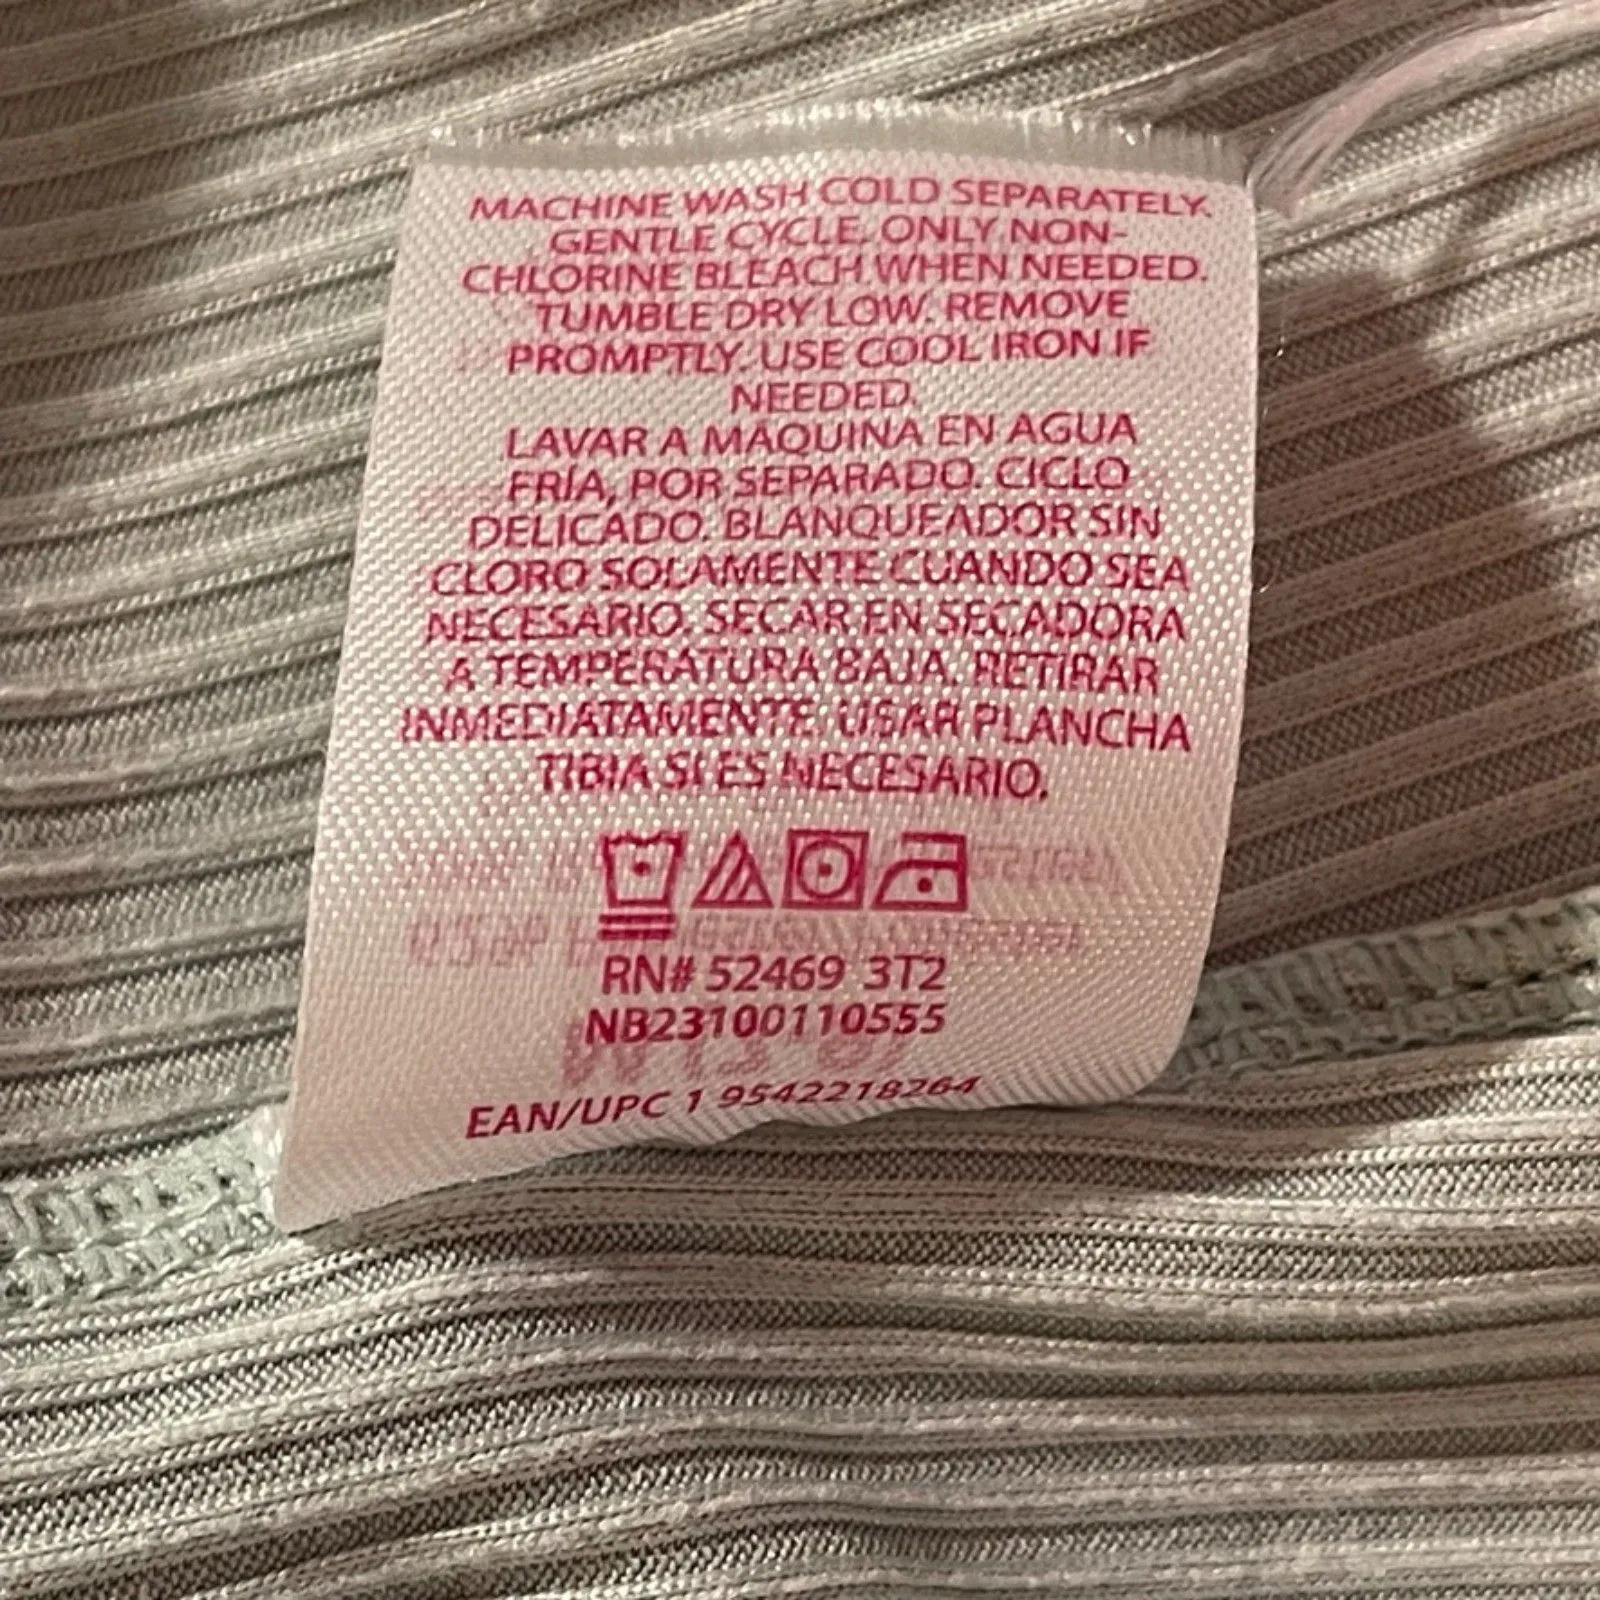 MACHINE WASH COLD SEPARATELY.
GENTLE CYCLE. ONLY NON-
CHLORINE BLEACH WHEN NEEDED.
TUMBLE DRY LOW. REMOVE
PROMPTLY. USE COOL IRON IF
NEEDED.
LAVAR A MÁQUINA EN AGUA
FRÍA, POR SEPARADO. CICLO
DELICADO. BLANQUEADOR SIN
CLORO SOLAMENTE CUANDO SEA
NECESARIO. SECAR EN SECADORA
A TEMPERATURA BAJA. RETIRAR
INMEDIATAMENTE. USAR PLANCHA
TIBIA SI ES NECESARIO.
RN# 52469 3T2
NB23100110555
EAN/UPC 1 9542218264